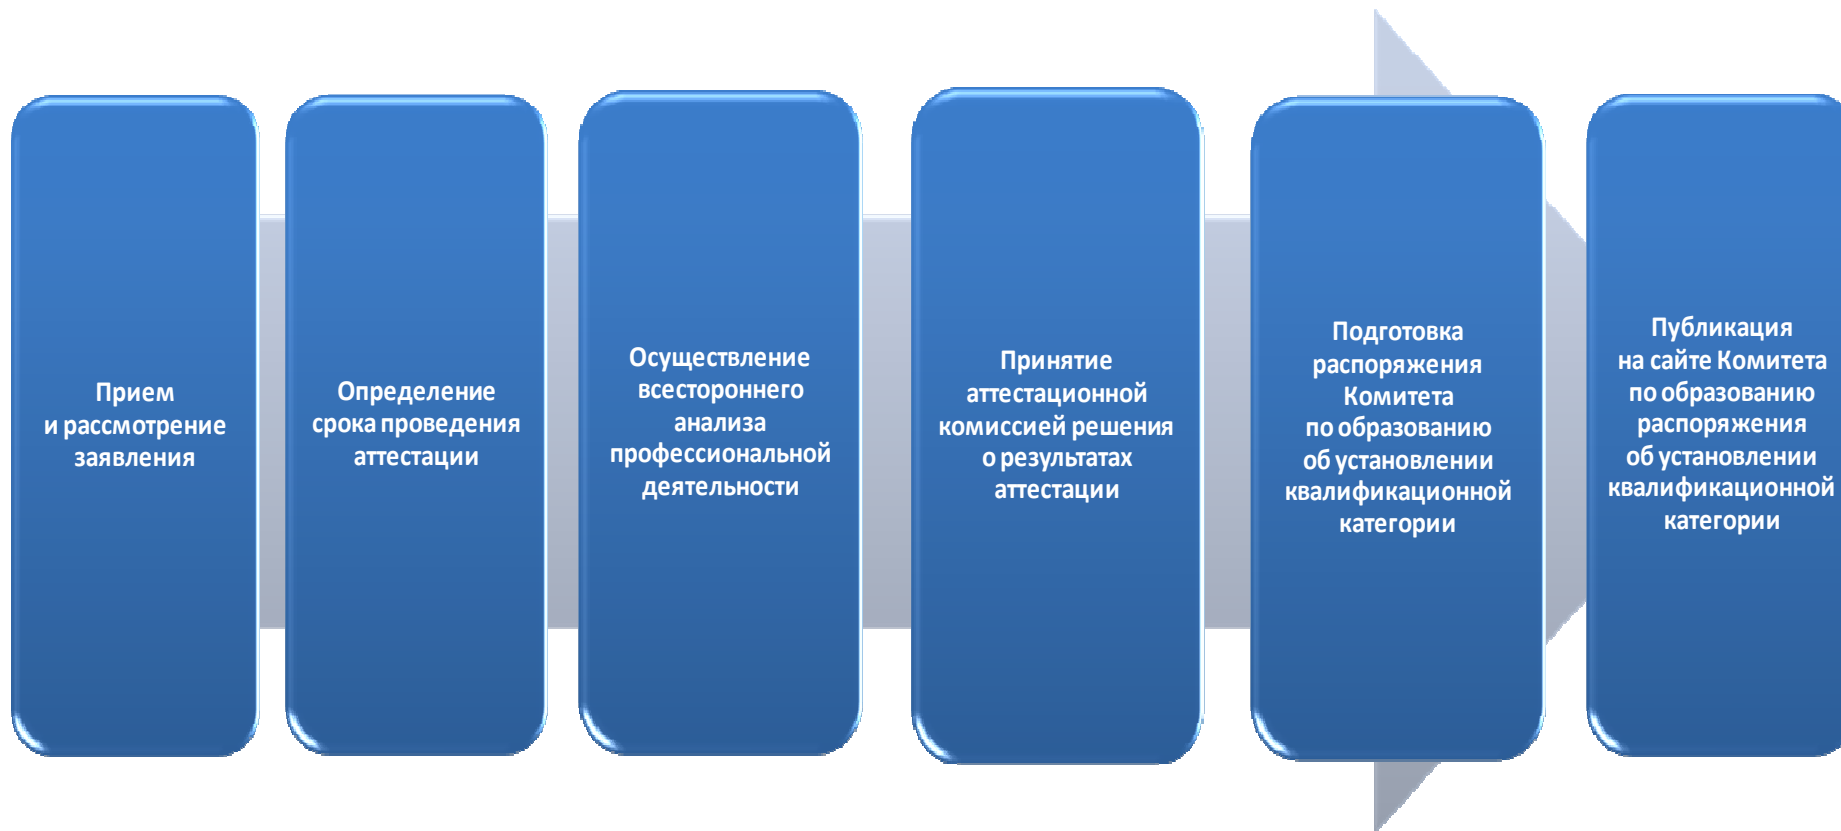 Прием
и рассмотрение
заявления
Определение
срока проведения
аттестации
Осуществление
всестороннего
анализа
профессиональной
деятельности
Принятие
аттестационной
комиссией решения
о результатах
аттестации
Подготовка
распоряжения
Комитета
по образованию
об установлении
квалификационной
категории
Публикация
на сайте Комитета
по образованию
распоряжения
об установлении
квалификационной
категории